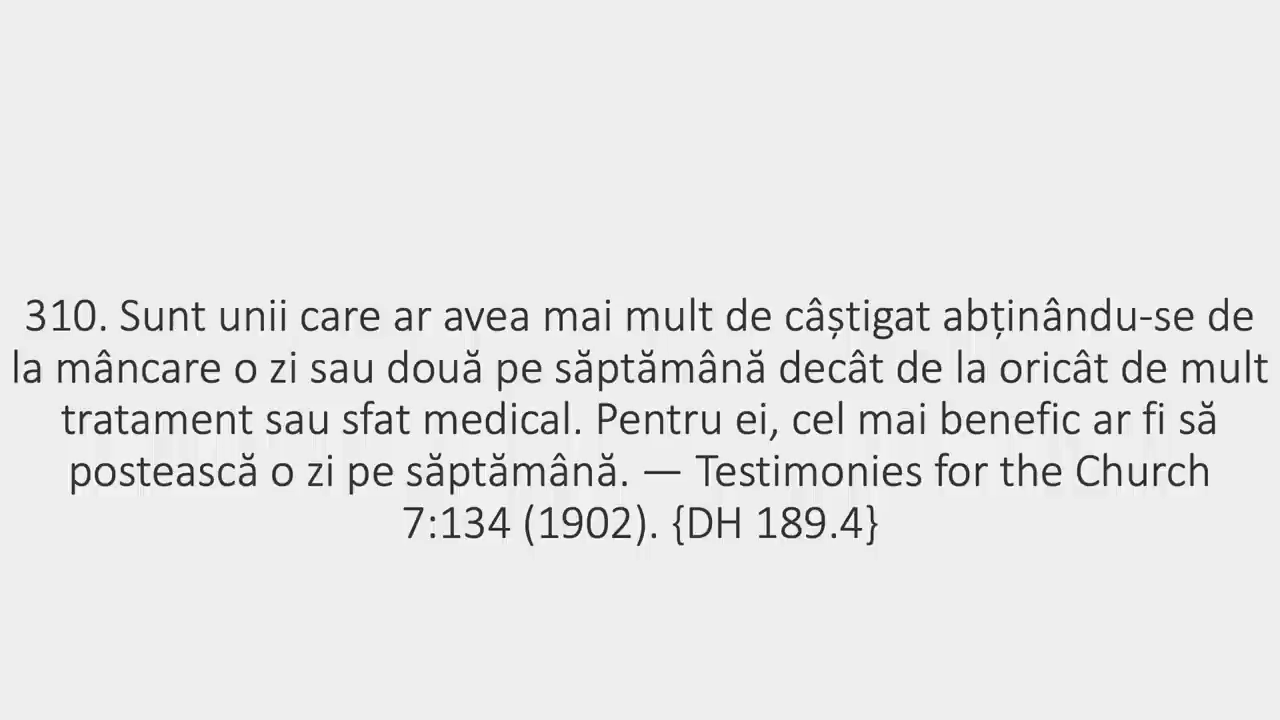 310. Sunt unii care ar avea mai mult de câștigat abținându-se de
la mâncare o zi sau două pe săptămână decât de la oricât de mult
tratament sau sfat medical. Pentru ei, cel mai benefic ar fi să
postească o zi pe săptămână. — Testimonies for the Church
7:134 (1902). {DH 189.4}